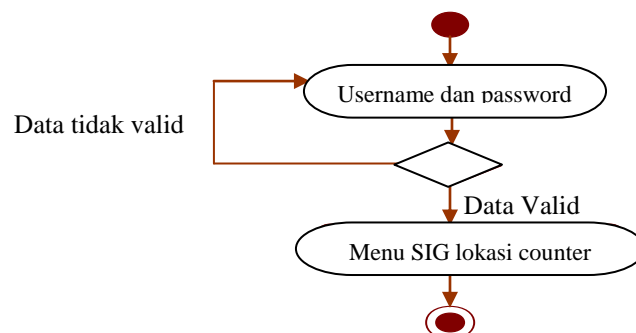 Username dan password
Data tidak valid
Data Valid
Menu SIG lokasi counter